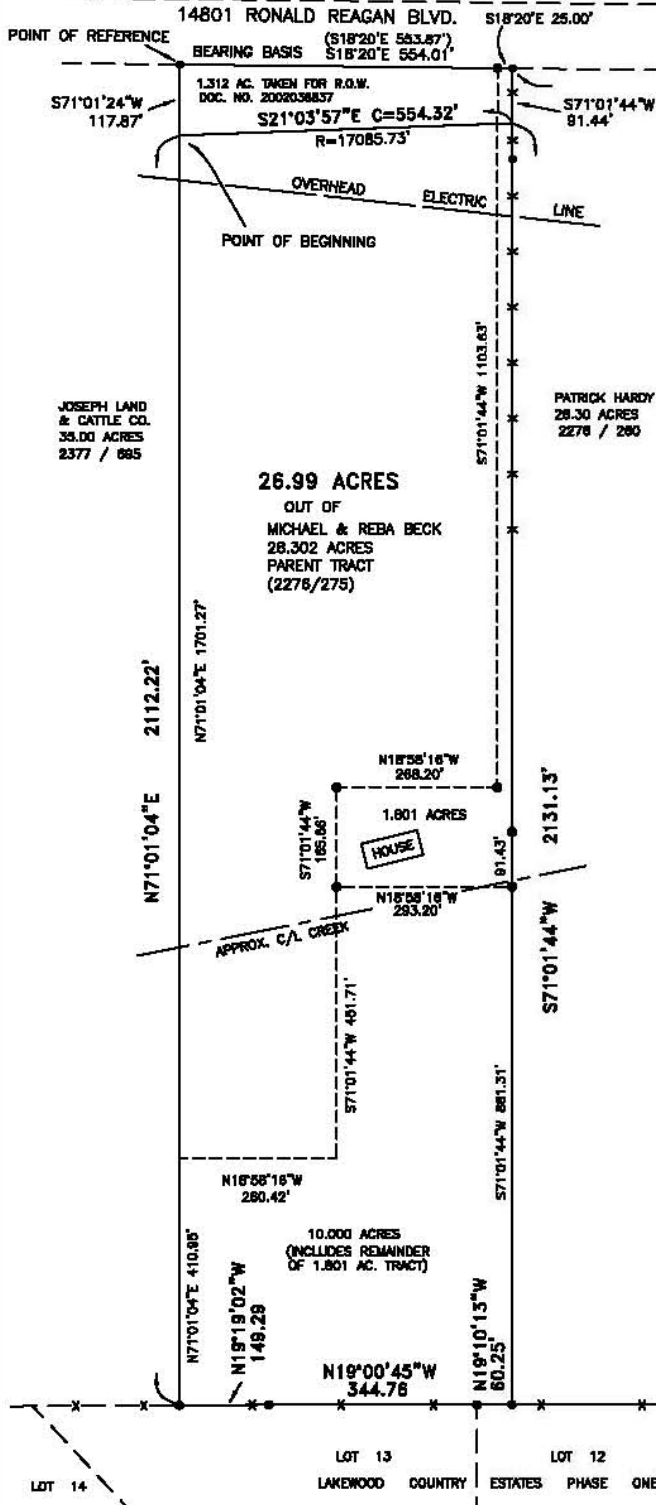 14801 RONALD REAGAN BLVD.
S18°20'E 25.00'
POINT OF REFERENCE
(S18°20'E 553.87')
BEARING BASIS S18°20'E 554.01'
1.312 AC. TAKEN FOR R.O.W.
DOC. NO. 2002036837
S71°01'24"W
117.87'
S71°01'44"W
91.44'
S21°03'57"E C=554.32'
R=17085.73'
OVERHEAD ELECTRIC LINE
POINT OF BEGINNING
S71°01'44"W 1103.63'
JOSEPH LAND
& CATTLE CO.
35.00 ACRES
2377 / 695
PATRICK HARDY
28.30 ACRES
2276 / 280
26.99 ACRES
OUT OF
MICHAEL & REBA BECK
28.302 ACRES
PARENT TRACT
(2276/275)
N71°01'04"E 1701.27'
N71°01'04"E 2112.22'
N18°58'16"W
268.20'
1.801 ACRES
S71°01'44"W
165.66'
HOUSE
91.43'
S71°01'44"W 2131.13'
N18°58'16"W
293.20'
APPROX. C/L CREEK
S71°01'44"W 451.71'
S71°01'44"W 861.31'
N18°58'16"W
260.42'
10.000 ACRES
(INCLUDES REMAINDER
OF 1.801 AC. TRACT)
N71°01'04"E 410.95'
N19°19'02"W
149.29
N19°10'13"W
60.25'
N19°00'45"W
344.76
LOT 13
LOT 12
LOT 14
LAKEWOOD COUNTRY ESTATES PHASE ONE